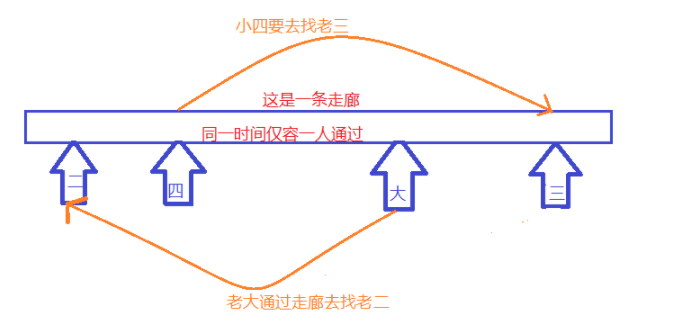 小四要去找老三
这是一条走廊
同一时间仅容一人通过
二 四 大 三
老大通过走廊去找老二